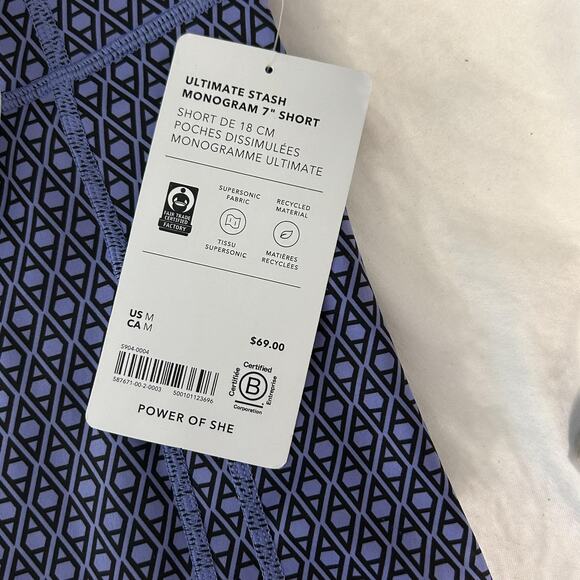 ULTIMATE STASH
MONOGRAM 7" SHORT
SHORT DE 18 CM
POCHES DISSIMULÉES
MONOGRAMME ULTIMATE
FAIR TRADE
CERTIFIED
FACTORY
SUPERSONIC
FABRIC
TISSU
SUPERSONIC
RECYCLED
MATERIAL
MATIÈRES
RECYCLÉES
US M
CA M
$69.00
S904-0004
587671-00-2-0003 500101123696
Certified
Certifiée
B
Entreprise
Corporation
POWER OF SHE